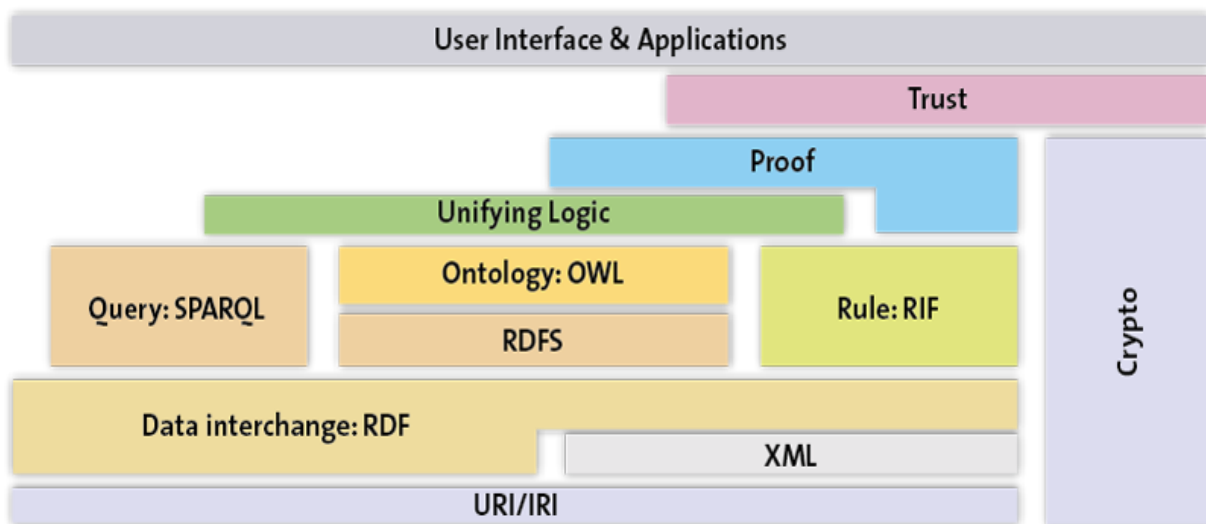 User Interface & Applications
Trust
Proof
Unifying Logic
Query: SPARQL
Ontology: OWL
RDFS
Rule: RIF
Crypto
Data interchange: RDF
XML
URI/IRI